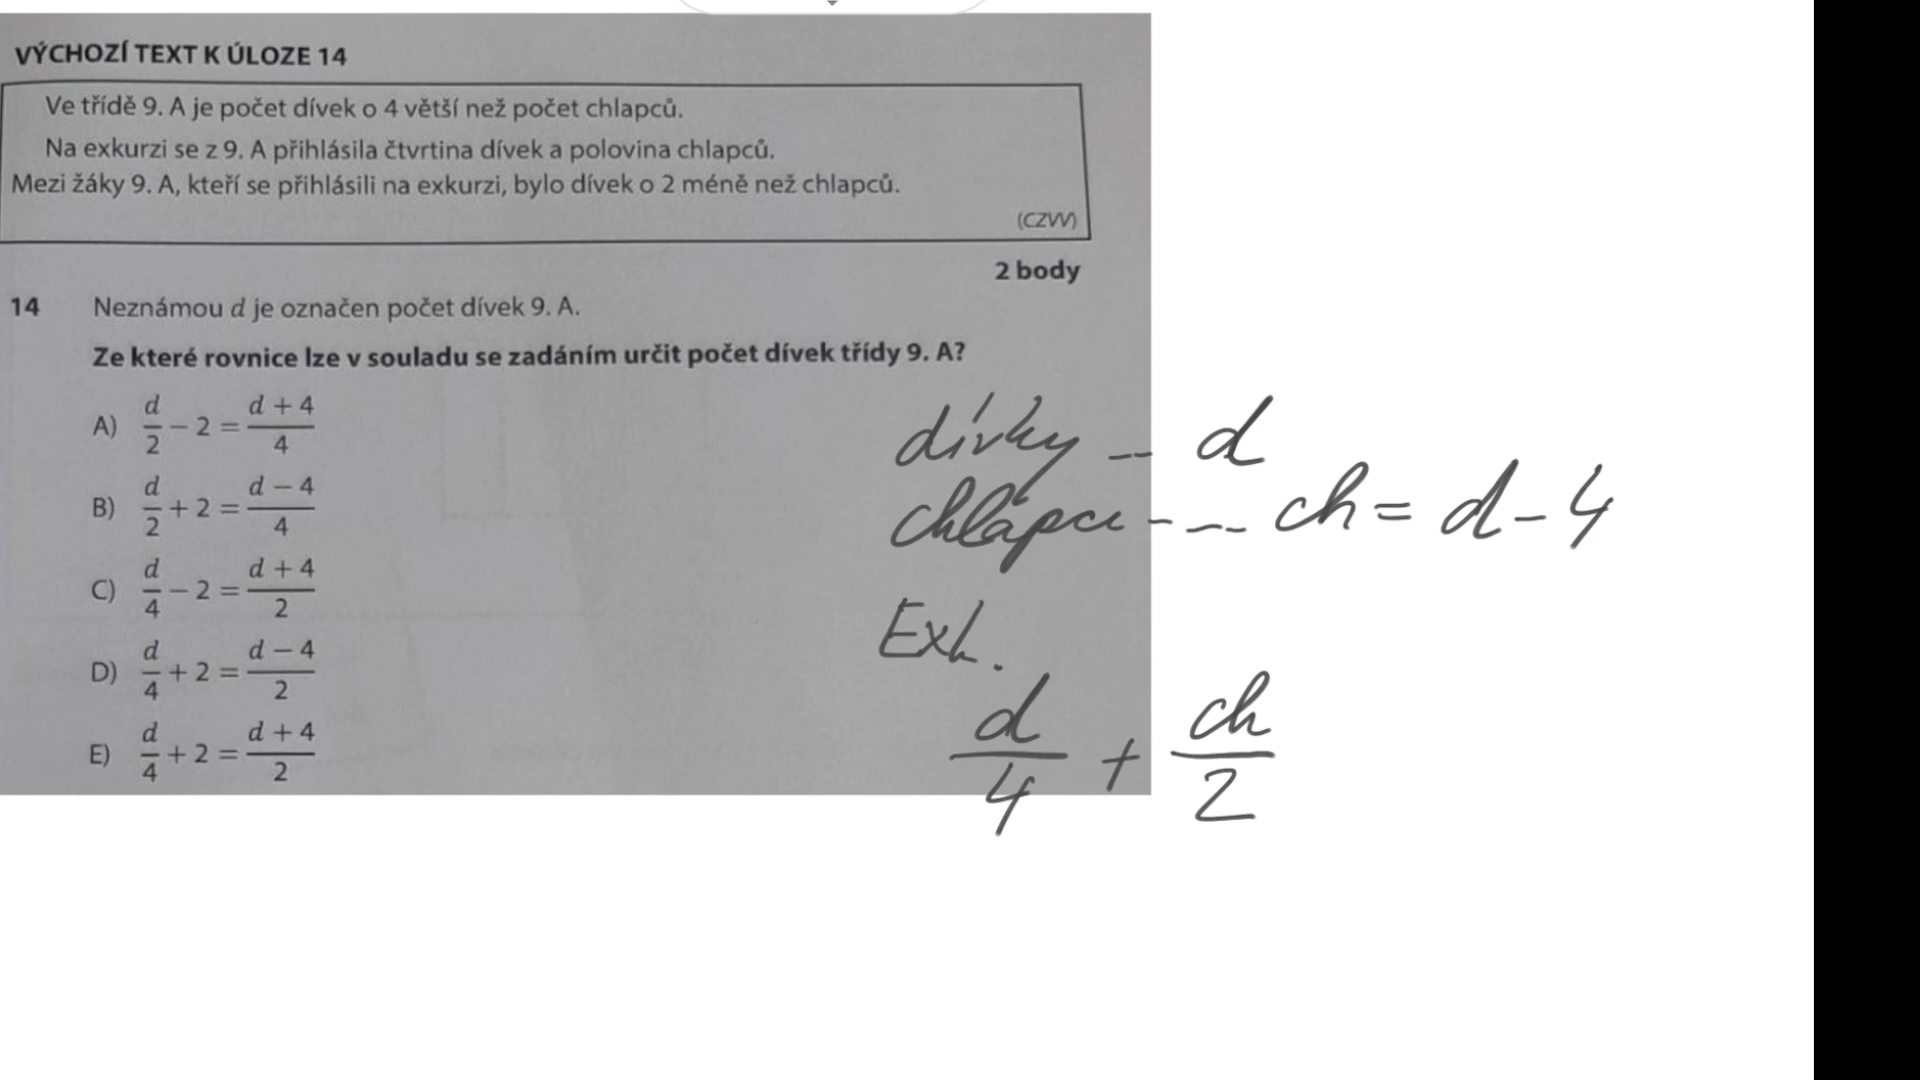 VÝCHOZÍ TEXT K ÚLOZE 14
Ve třídě 9. A je počet dívek o 4 větší než počet chlapců.
Na exkurzi se z 9. A přihlásila čtvrtina dívek a polovina chlapců.
Mezi žáky 9. A, kteří se přihlásili na exkurzi, bylo dívek o 2 méně než chlapců.
(CZVV)
2 body
14 Neznámou d je označen počet dívek 9. A.
Ze které rovnice lze v souladu se zadáním určit počet dívek třídy 9. A?
A) d/2 − 2 = (d + 4)/4
B) d/2 + 2 = (d − 4)/4
C) d/4 − 2 = (d + 4)/2
D) d/4 + 2 = (d − 4)/2
E) d/4 + 2 = (d + 4)/2
dívky -- d
chlapci --- ch = d - 4
Exk.
d/4 + ch/2